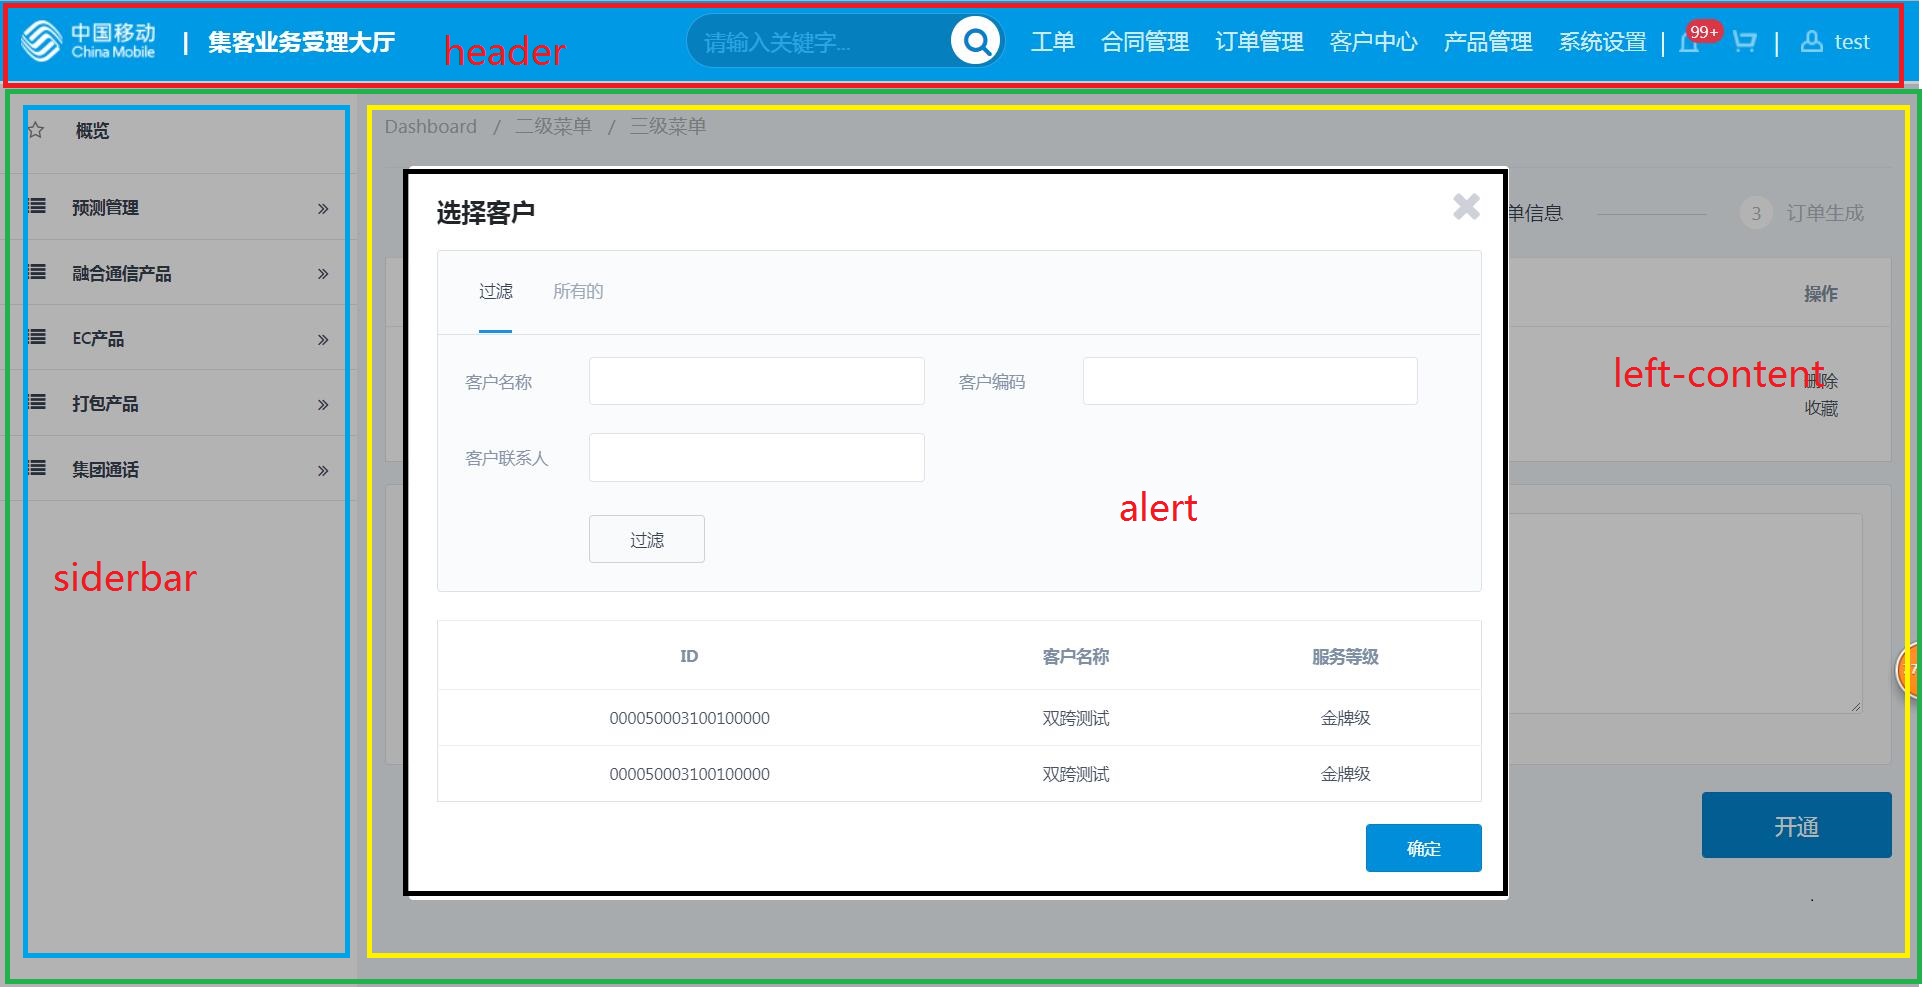 中国移动
China Mobile
| 集客业务受理大厅
header
请输入关键字...
工单 合同管理 订单管理 客户中心 产品管理 系统设置 | 99+ | test
概览
预测管理 »
融合通信产品 »
EC产品 »
打包产品 »
集团通话 »
siderbar
Dashboard / 二级菜单 / 三级菜单
单信息 3 订单生成
操作
left-content
删除
收藏
选择客户
过滤 所有的
客户名称 客户编码
客户联系人
alert
过滤
ID 客户名称 服务等级
000050003100100000 双跨测试 金牌级
000050003100100000 双跨测试 金牌级
确定
开通